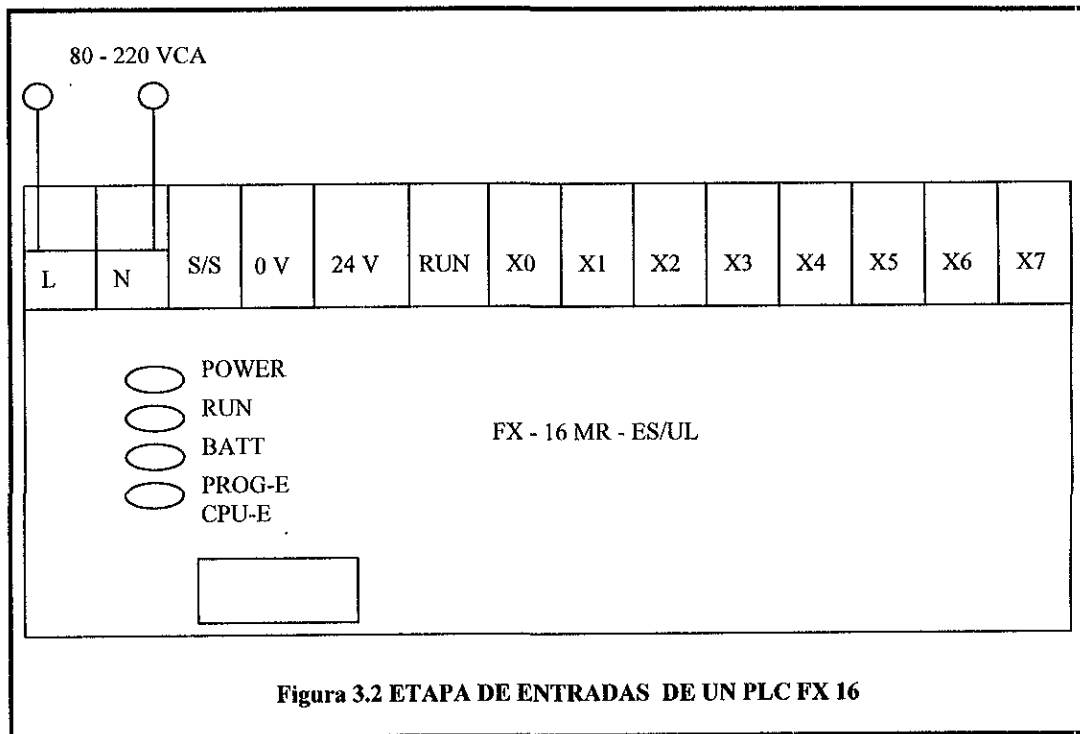 80 - 220 VCA
L N S/S 0 V 24 V RUN X0 X1 X2 X3 X4 X5 X6 X7
POWER
RUN
BATT
PROG-E
CPU-E
FX - 16 MR - ES/UL
Figura 3.2 ETAPA DE ENTRADAS DE UN PLC FX 16